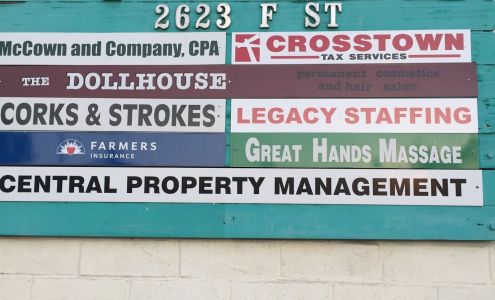 2623 F ST
McCown and Company, CPA
CROSSTOWN
TAX SERVICES
THE DOLLHOUSE
permanent cosmetics
and hair salon
CORKS & STROKES
LEGACY STAFFING
FARMERS
INSURANCE
GREAT HANDS MASSAGE
CENTRAL PROPERTY MANAGEMENT